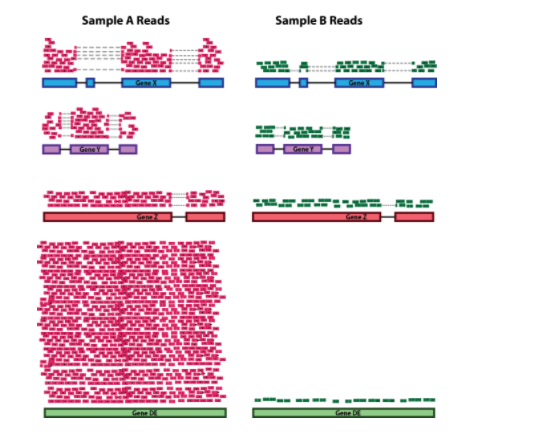 Sample A Reads
Sample B Reads
Gene X
Gene X
Gene Y
Gene Y
Gene Z
Gene Z
Gene DE
Gene DE